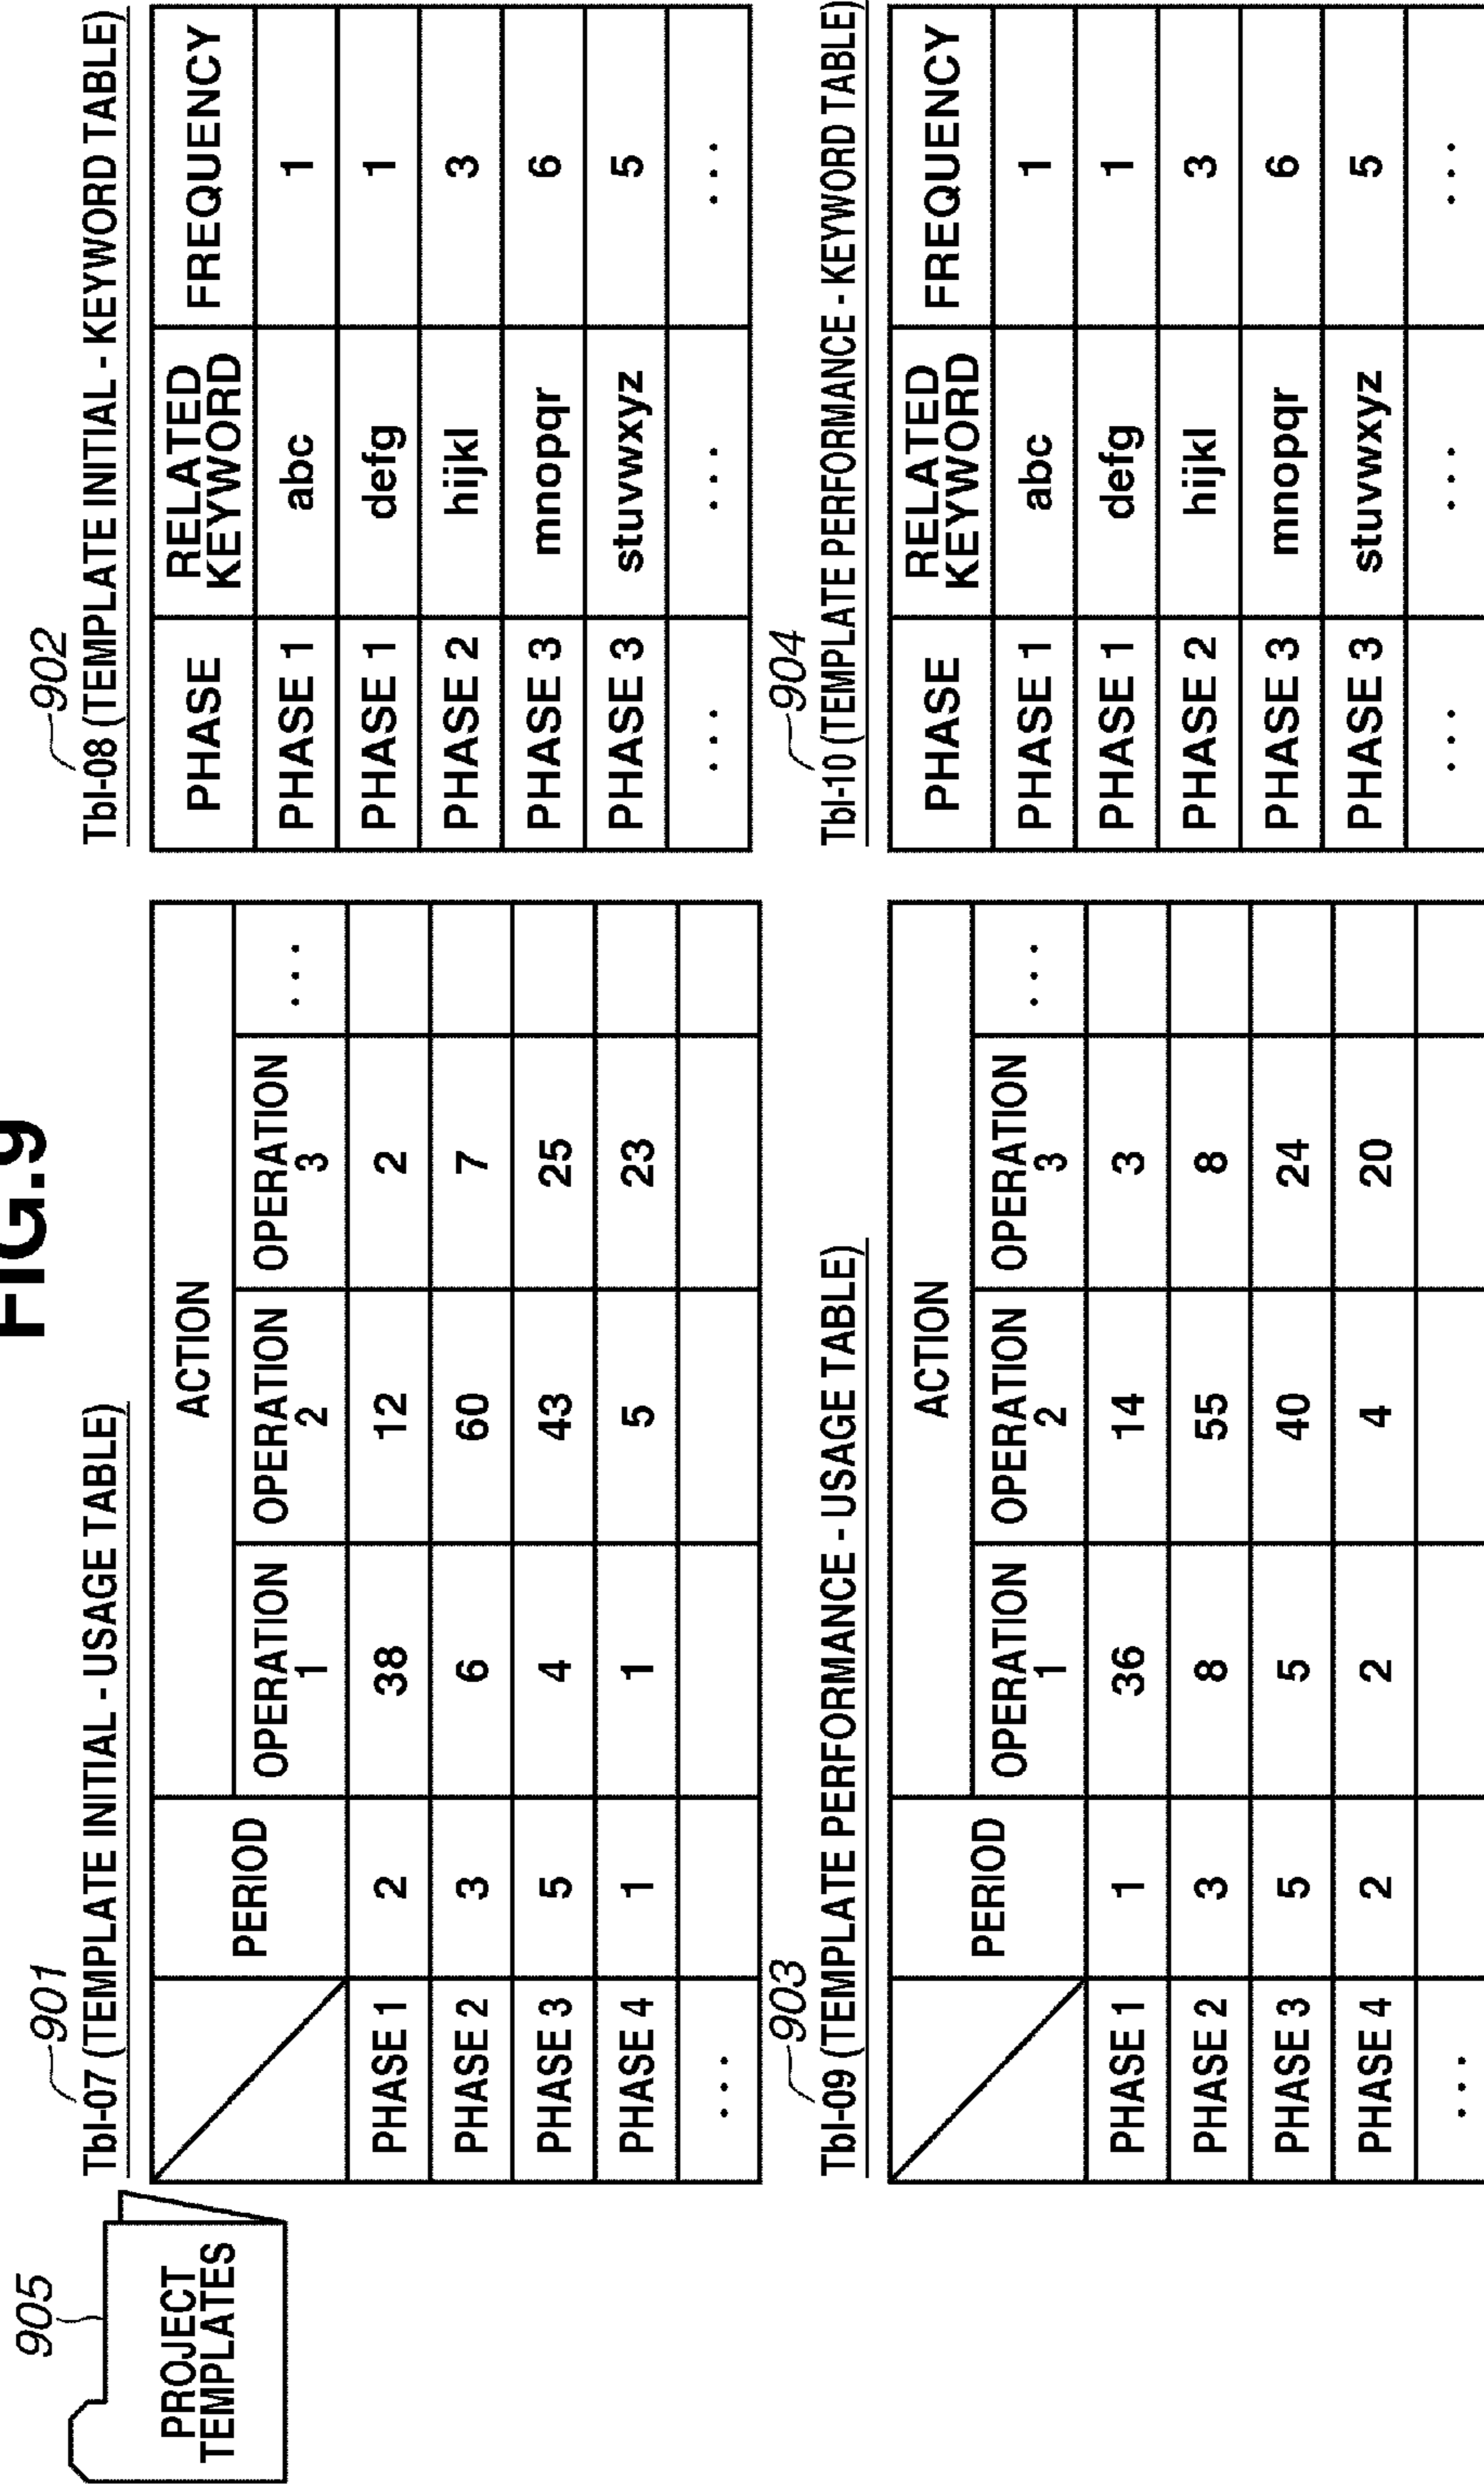 FIG.9
905
PROJECT
TEMPLATES
901
Tbl-07 (TEMPLATE INITIAL - USAGE TABLE)
PERIOD ACTION
OPERATION 1 OPERATION 2 OPERATION 3 ...
PHASE 1 2 38 12 2
PHASE 2 3 6 60 7
PHASE 3 5 4 43 25
PHASE 4 1 1 5 23
...
902
Tbl-08 (TEMPLATE INITIAL - KEYWORD TABLE)
PHASE RELATED KEYWORD FREQUENCY
PHASE 1 abc 1
PHASE 1 defg 1
PHASE 2 hijkl 3
PHASE 3 mnopqr 6
PHASE 3 stuvwxyz 5
... ... ...
903
Tbl-09 (TEMPLATE PERFORMANCE - USAGE TABLE)
PERIOD ACTION
OPERATION 1 OPERATION 2 OPERATION 3 ...
PHASE 1 1 36 14 3
PHASE 2 3 8 55 8
PHASE 3 5 5 40 24
PHASE 4 2 2 4 20
...
904
Tbl-10 (TEMPLATE PERFORMANCE - KEYWORD TABLE)
PHASE RELATED KEYWORD FREQUENCY
PHASE 1 abc 1
PHASE 1 defg 1
PHASE 2 hijkl 3
PHASE 3 mnopqr 6
PHASE 3 stuvwxyz 5
... ... ...